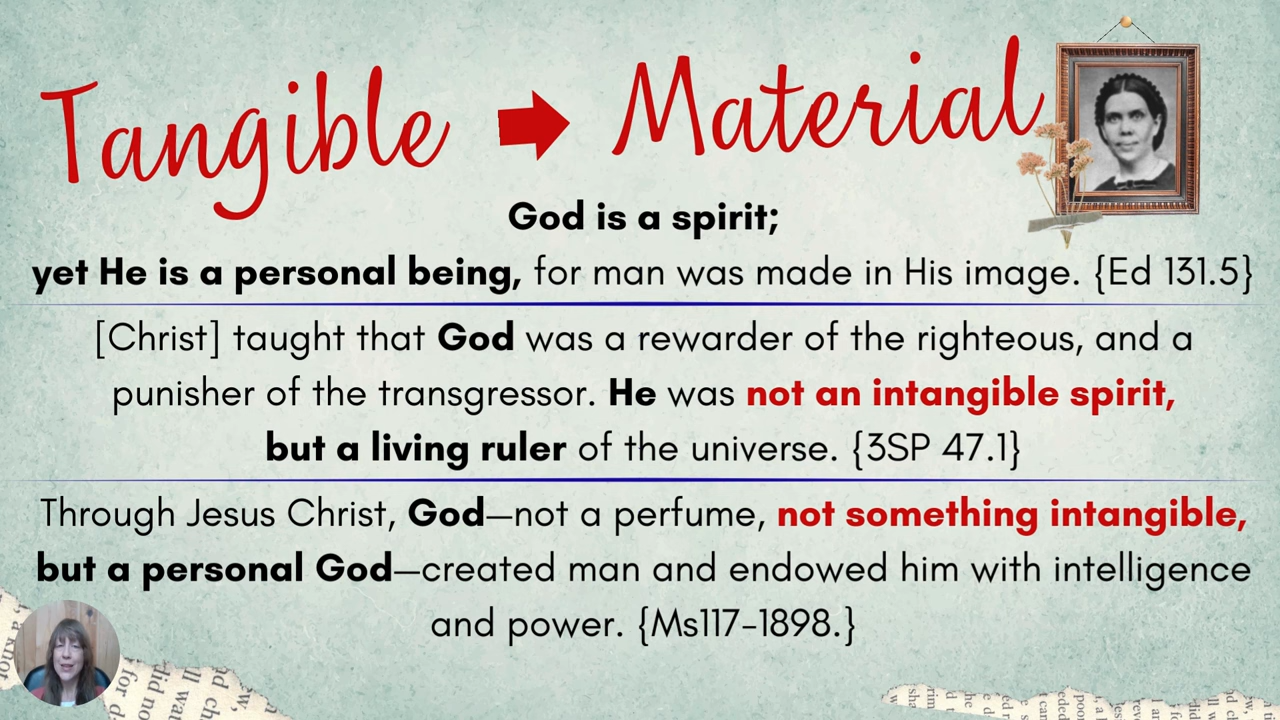 Tangible Material
God is a spirit;
yet He is a personal being, for man was made in His image. {Ed 131.5}
[Christ] taught that God was a rewarder of the righteous, and a
punisher of the transgressor. He was not an intangible spirit,
but a living ruler of the universe. {3SP 47.1}
Through Jesus Christ, God—not a perfume, not something intangible,
but a personal God—created man and endowed him with intelligence
and power. {Ms117-1898.}